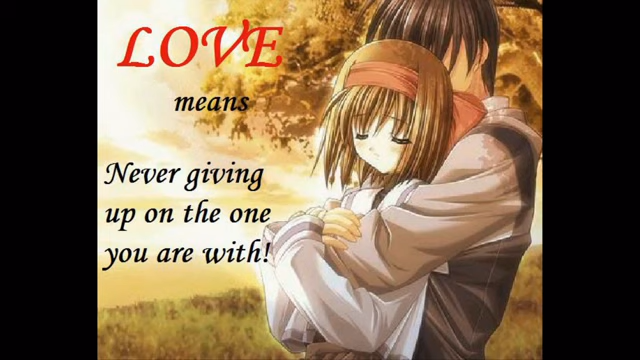 LOVE
means
Never giving
up on the one
you are with!